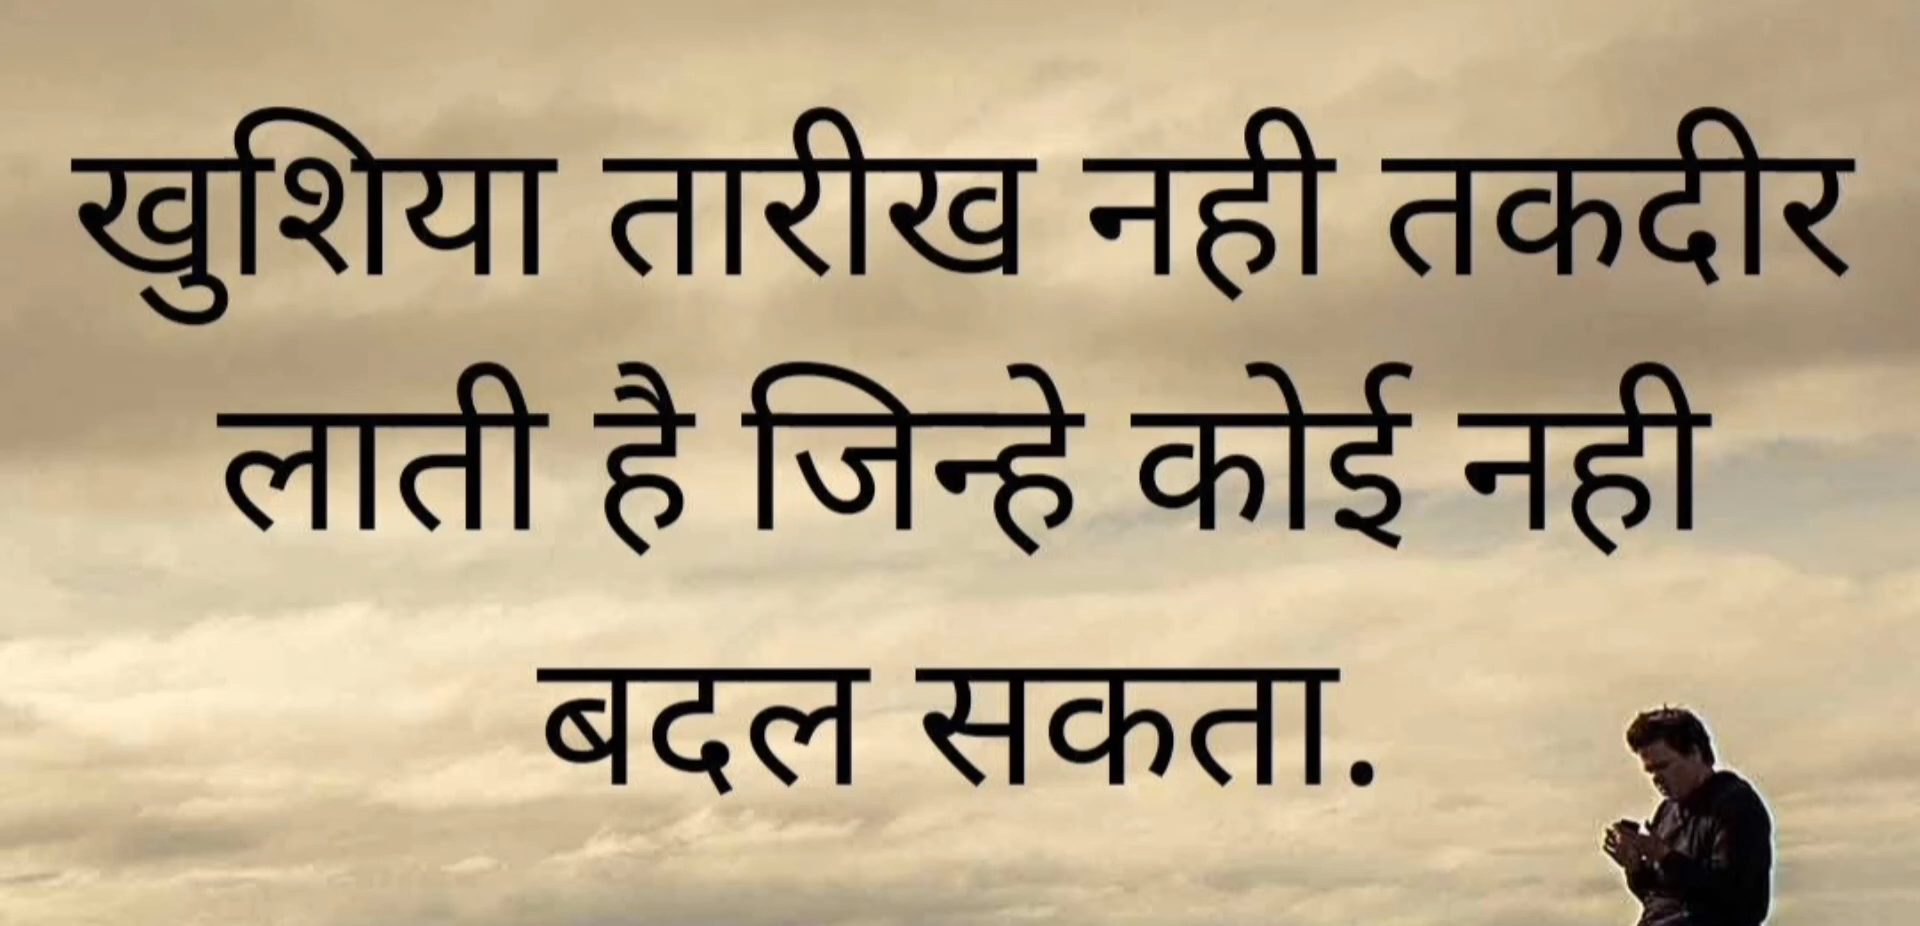 खुशिया तारीख नही तकदीर
लाती है जिन्हे कोई नही
बदल सकता.